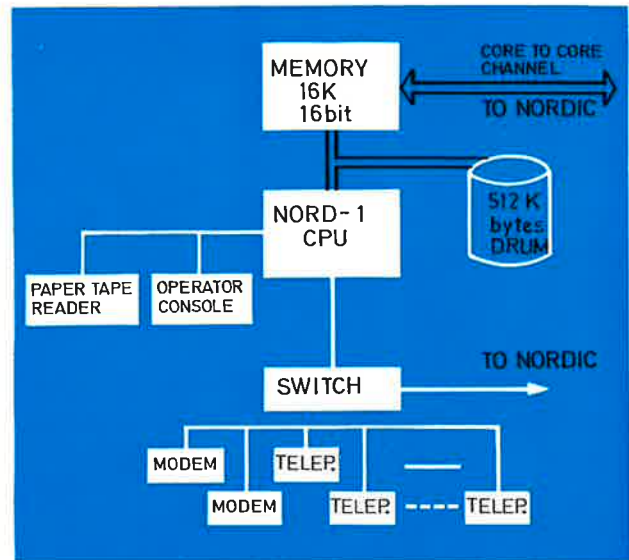 MEMORY
16K
16bit
CORE TO CORE
CHANNEL
TO NORDIC
512 K
bytes
DRUM
NORD-1
CPU
PAPER TAPE
READER
OPERATOR
CONSOLE
SWITCH
TO NORDIC
MODEM
TELEP.
MODEM
TELEP.
TELEP.